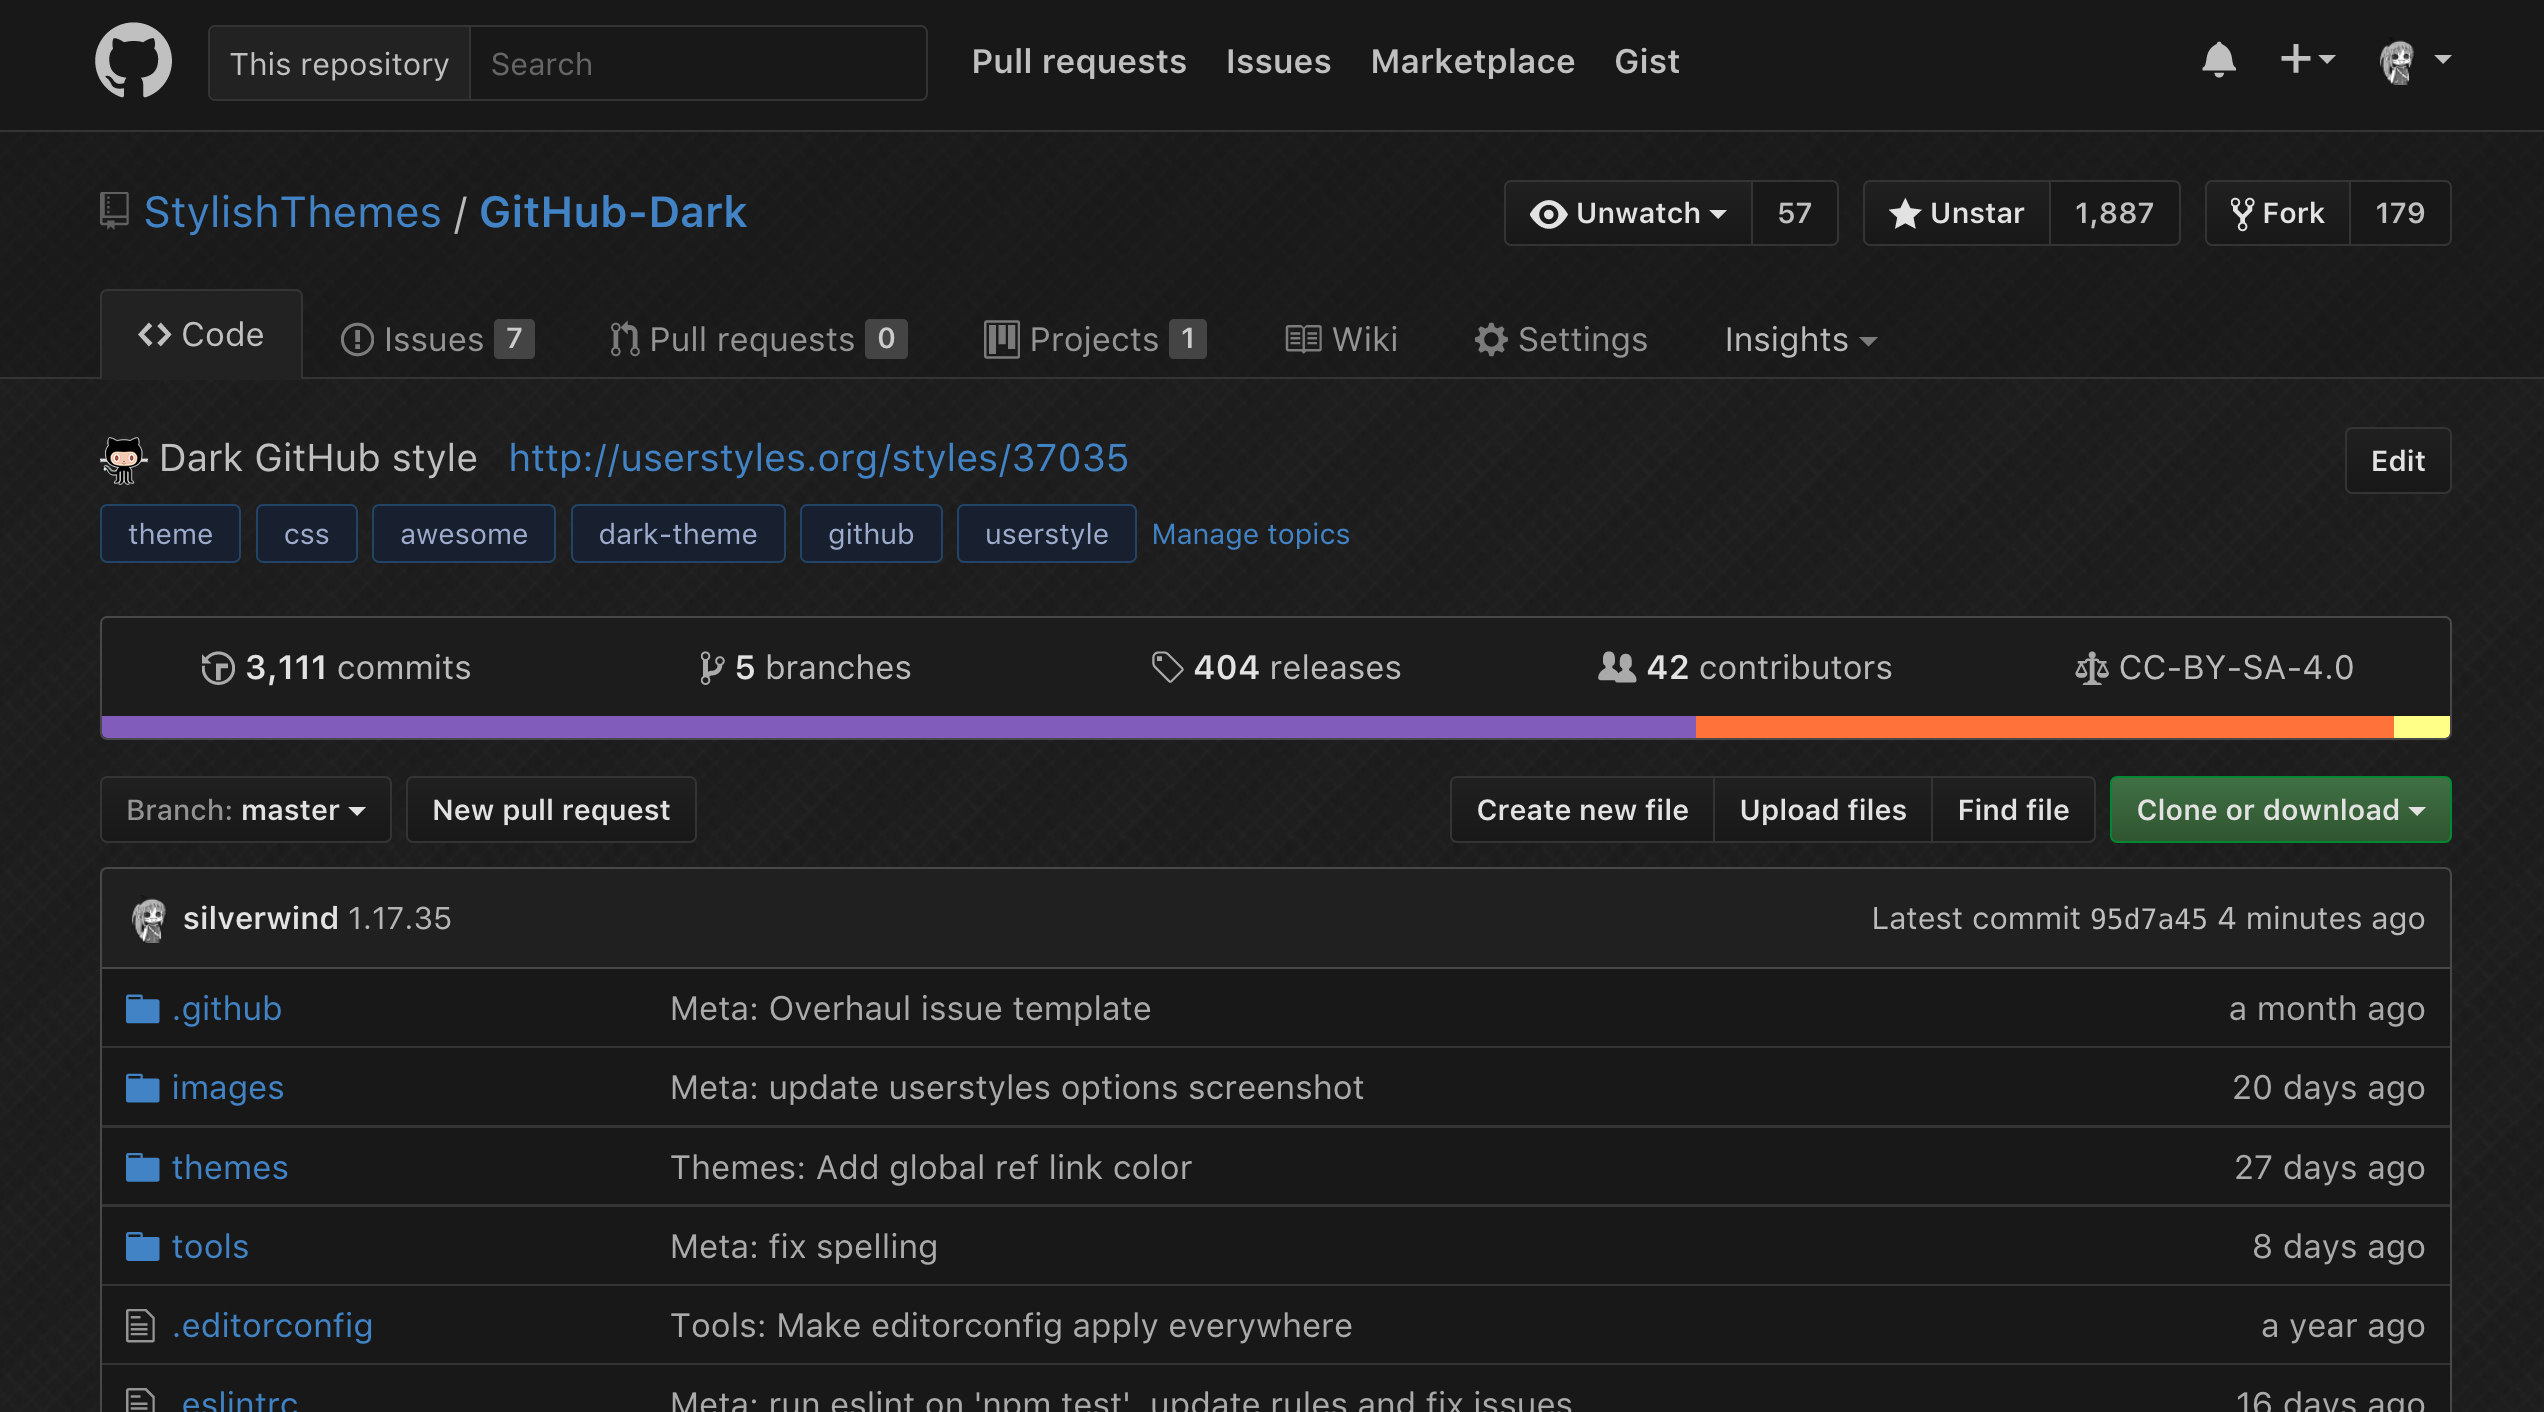 This repository Search Pull requests Issues Marketplace Gist
StylishThemes / GitHub-Dark Unwatch 57 Unstar 1,887 Fork 179
Code Issues 7 Pull requests 0 Projects 1 Wiki Settings Insights
Dark GitHub style http://userstyles.org/styles/37035 Edit
theme css awesome dark-theme github userstyle Manage topics
3,111 commits 5 branches 404 releases 42 contributors CC-BY-SA-4.0
Branch: master New pull request Create new file Upload files Find file Clone or download
silverwind 1.17.35 Latest commit 95d7a45 4 minutes ago
.github Meta: Overhaul issue template a month ago
images Meta: update userstyles options screenshot 20 days ago
themes Themes: Add global ref link color 27 days ago
tools Meta: fix spelling 8 days ago
.editorconfig Tools: Make editorconfig apply everywhere a year ago
.eslintrc Meta: run eslint on 'npm test', update rules and fix issues 16 days ago